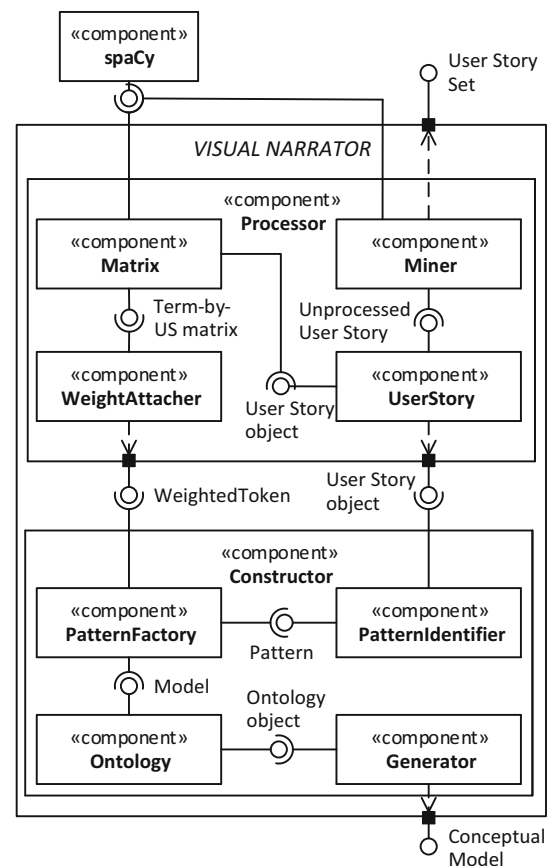 «component»
spaCy
User Story
Set
VISUAL NARRATOR
«component»
Processor
«component»
Matrix
«component»
Miner
Term-by-
US matrix
Unprocessed
User Story
«component»
WeightAttacher
User Story
object
«component»
UserStory
WeightedToken
User Story
object
«component»
Constructor
«component»
PatternFactory
Pattern
«component»
PatternIdentifier
Model
Ontology
object
«component»
Ontology
«component»
Generator
Conceptual
Model